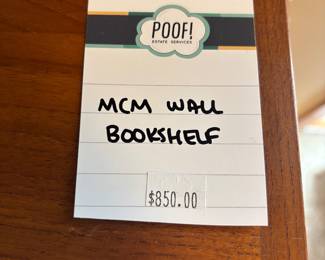 POOF!
ESTATE SERVICES
MCM WALL
BOOKSHELF
$850.00